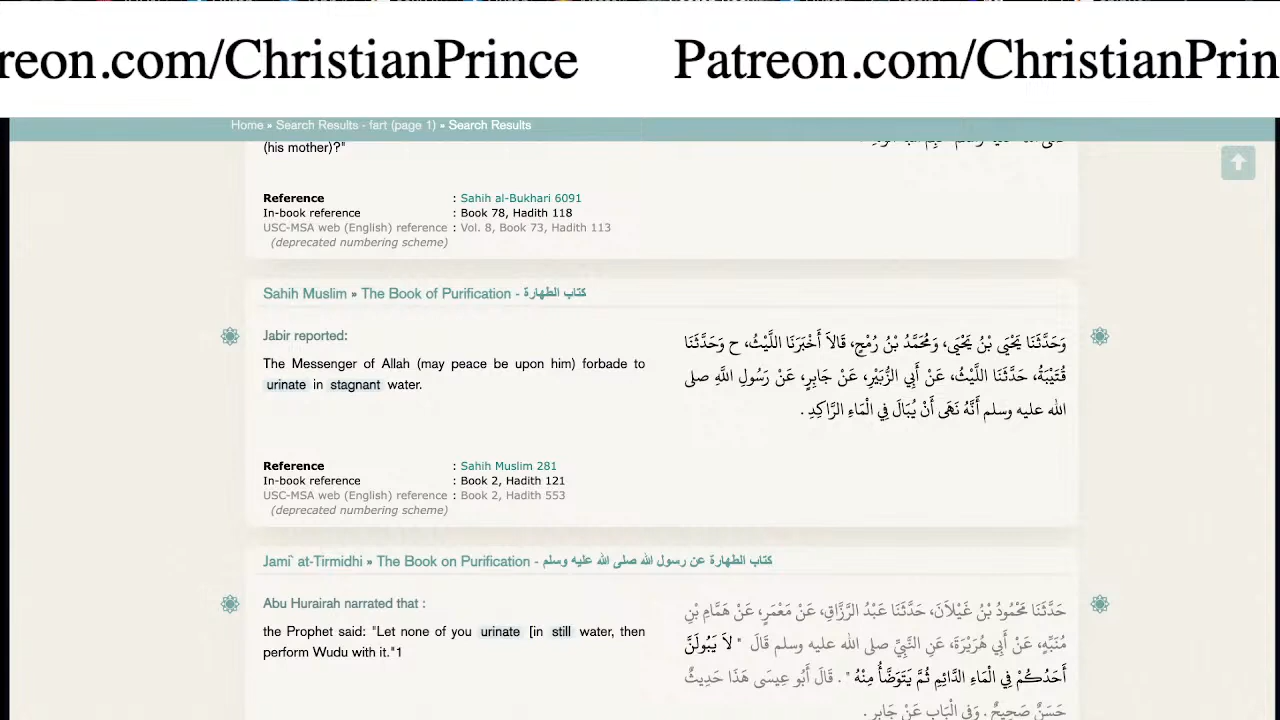 reon.com/ChristianPrince Patreon.com/ChristianPrin
Home » Search Results - fart (page 1) » Search Results
(his mother)?"
Reference : Sahih al-Bukhari 6091
In-book reference : Book 78, Hadith 118
USC-MSA web (English) reference : Vol. 8, Book 73, Hadith 113
(deprecated numbering scheme)
Sahih Muslim » The Book of Purification - كتاب الطهارة
Jabir reported:
The Messenger of Allah (may peace be upon him) forbade to
urinate in stagnant water.
وَحَدَّثَنَا يَحْيَى بْنُ يَحْيَى، وَمُحَمَّدُ بْنُ رُمْحٍ، قَالاَ أَخْبَرَنَا اللَّيْثُ، ح وَحَدَّثَنَا
قُتَيْبَةُ، حَدَّثَنَا اللَّيْثُ، عَنْ أَبِي الزُّبَيْرِ، عَنْ جَابِرٍ، عَنْ رَسُولِ اللَّهِ صلى
الله عليه وسلم أَنَّهُ نَهَى أَنْ يُبَالَ فِي الْمَاءِ الرَّاكِدِ .
Reference : Sahih Muslim 281
In-book reference : Book 2, Hadith 121
USC-MSA web (English) reference : Book 2, Hadith 553
(deprecated numbering scheme)
Jami` at-Tirmidhi » The Book on Purification - كتاب الطهارة عن رسول الله صلى الله عليه وسلم
Abu Hurairah narrated that :
the Prophet said: "Let none of you urinate [in still water, then
perform Wudu with it."1
حَدَّثَنَا مَحْمُودُ بْنُ غَيْلاَنَ، حَدَّثَنَا عَبْدُ الرَّزَّاقِ، عَنْ مَعْمَرٍ، عَنْ هَمَّامِ بْنِ
مُنَبِّهٍ، عَنْ أَبِي هُرَيْرَةَ، عَنِ النَّبِيِّ صلى الله عليه وسلم قَالَ " لاَ يَبُولَنَّ
أَحَدُكُمْ فِي الْمَاءِ الدَّائِمِ ثُمَّ يَتَوَضَّأُ مِنْهُ " . قَالَ أَبُو عِيسَى هَذَا حَدِيثٌ
حَسَنٌ صَحِيحٌ . وَفِي الْبَابِ عَنْ جَابِرٍ .